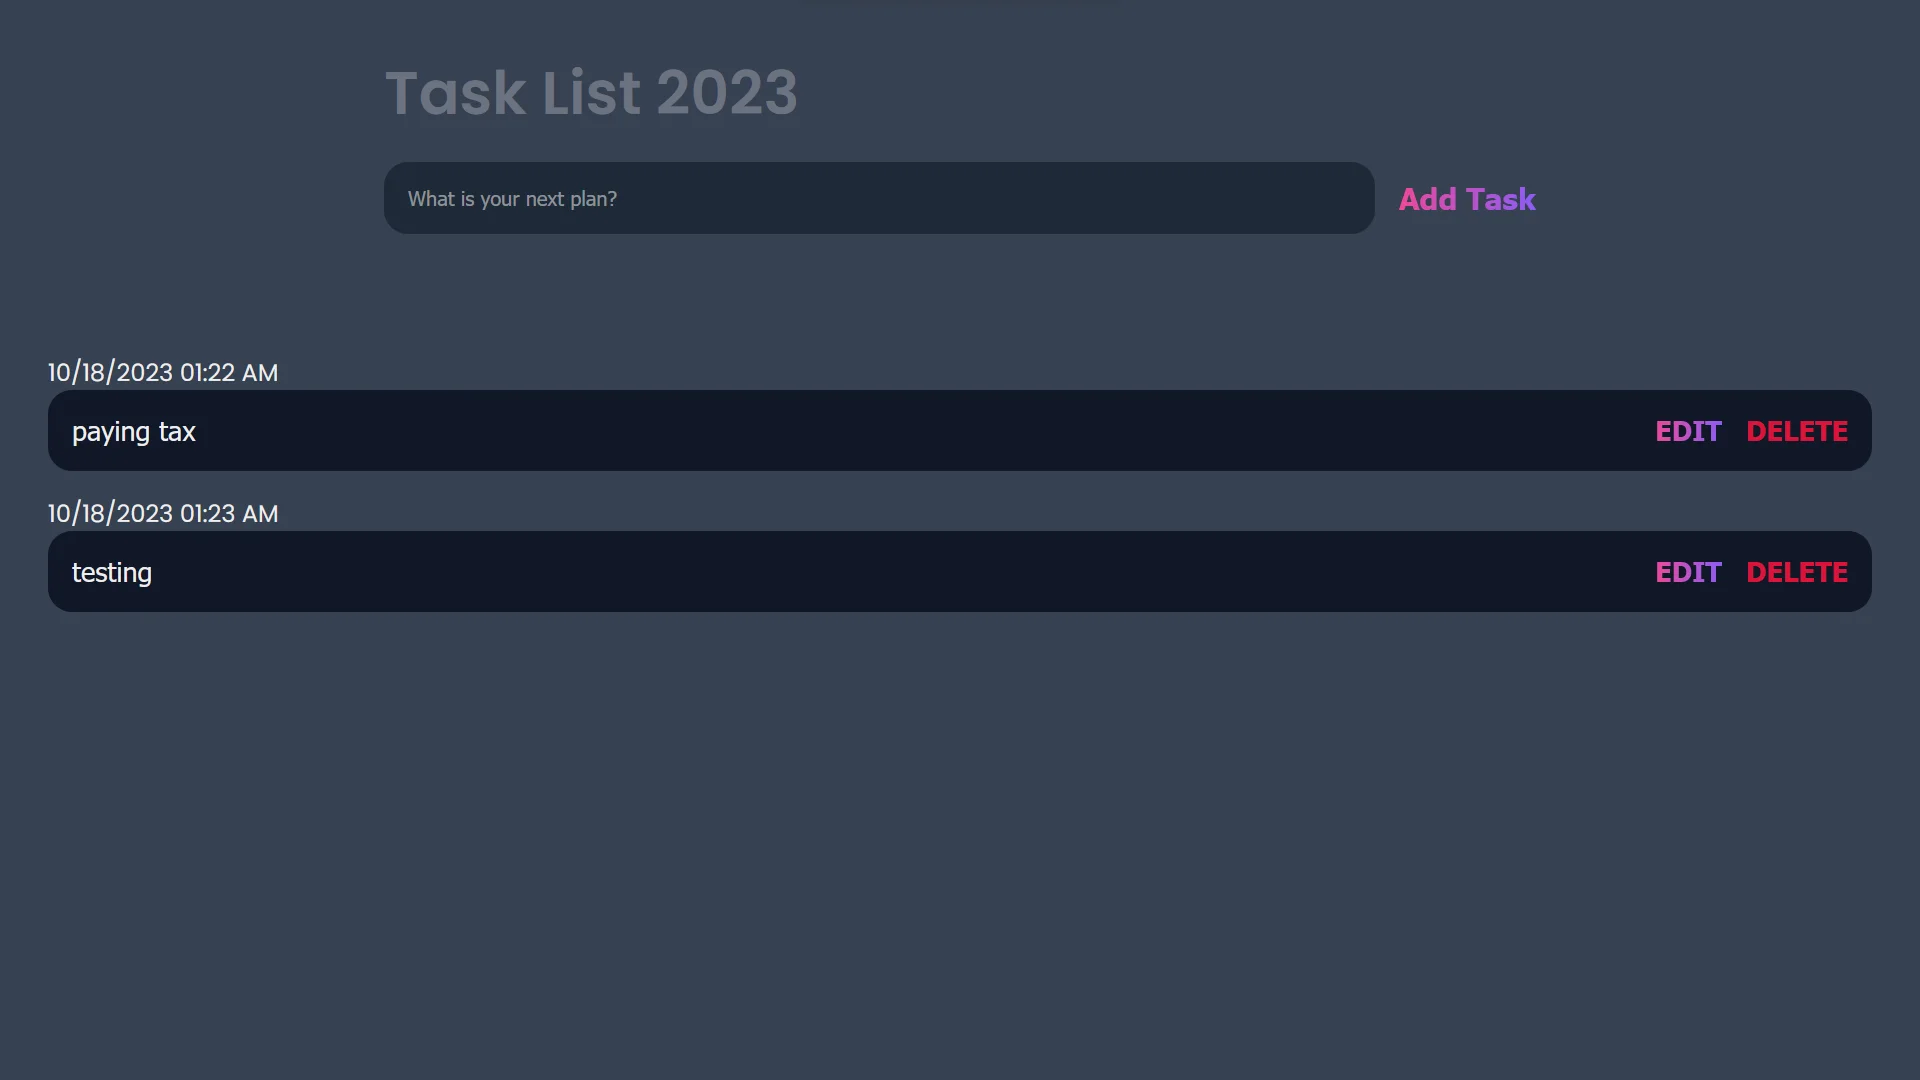 Task List 2023
What is your next plan?
Add Task
10/18/2023 01:22 AM
paying tax
EDIT DELETE
10/18/2023 01:23 AM
testing
EDIT DELETE